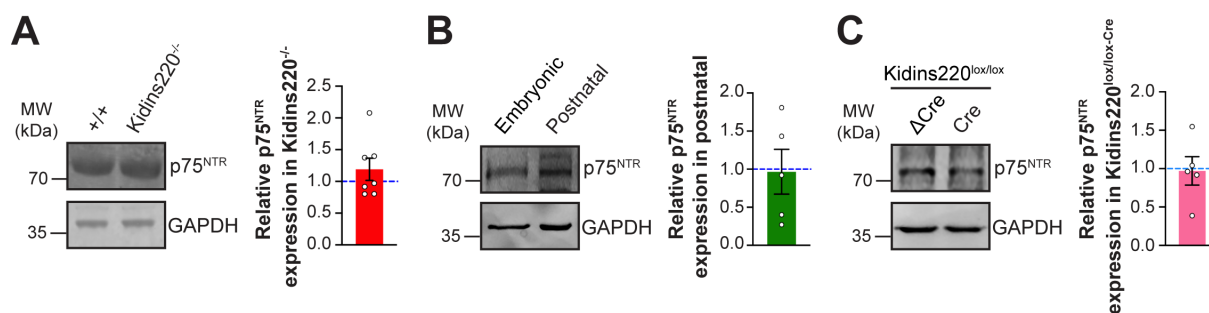 A
MW
(kDa)
+/+
Kidins220-/-
p75NTR
70
GAPDH
35
Relative p75NTR
expression in Kidins220-/-
2.5
2.0
1.5
1.0
0.5
0.0
B
MW
(kDa)
Embryonic
Postnatal
p75NTR
70
GAPDH
35
Relative p75NTR
expression in postnatal
2.0
1.5
1.0
0.5
0.0
C
Kidins220lox/lox
MW
(kDa)
ΔCre
Cre
p75NTR
70
GAPDH
35
Relative p75NTR
expression in Kidins220lox/lox-Cre
2.0
1.5
1.0
0.5
0.0